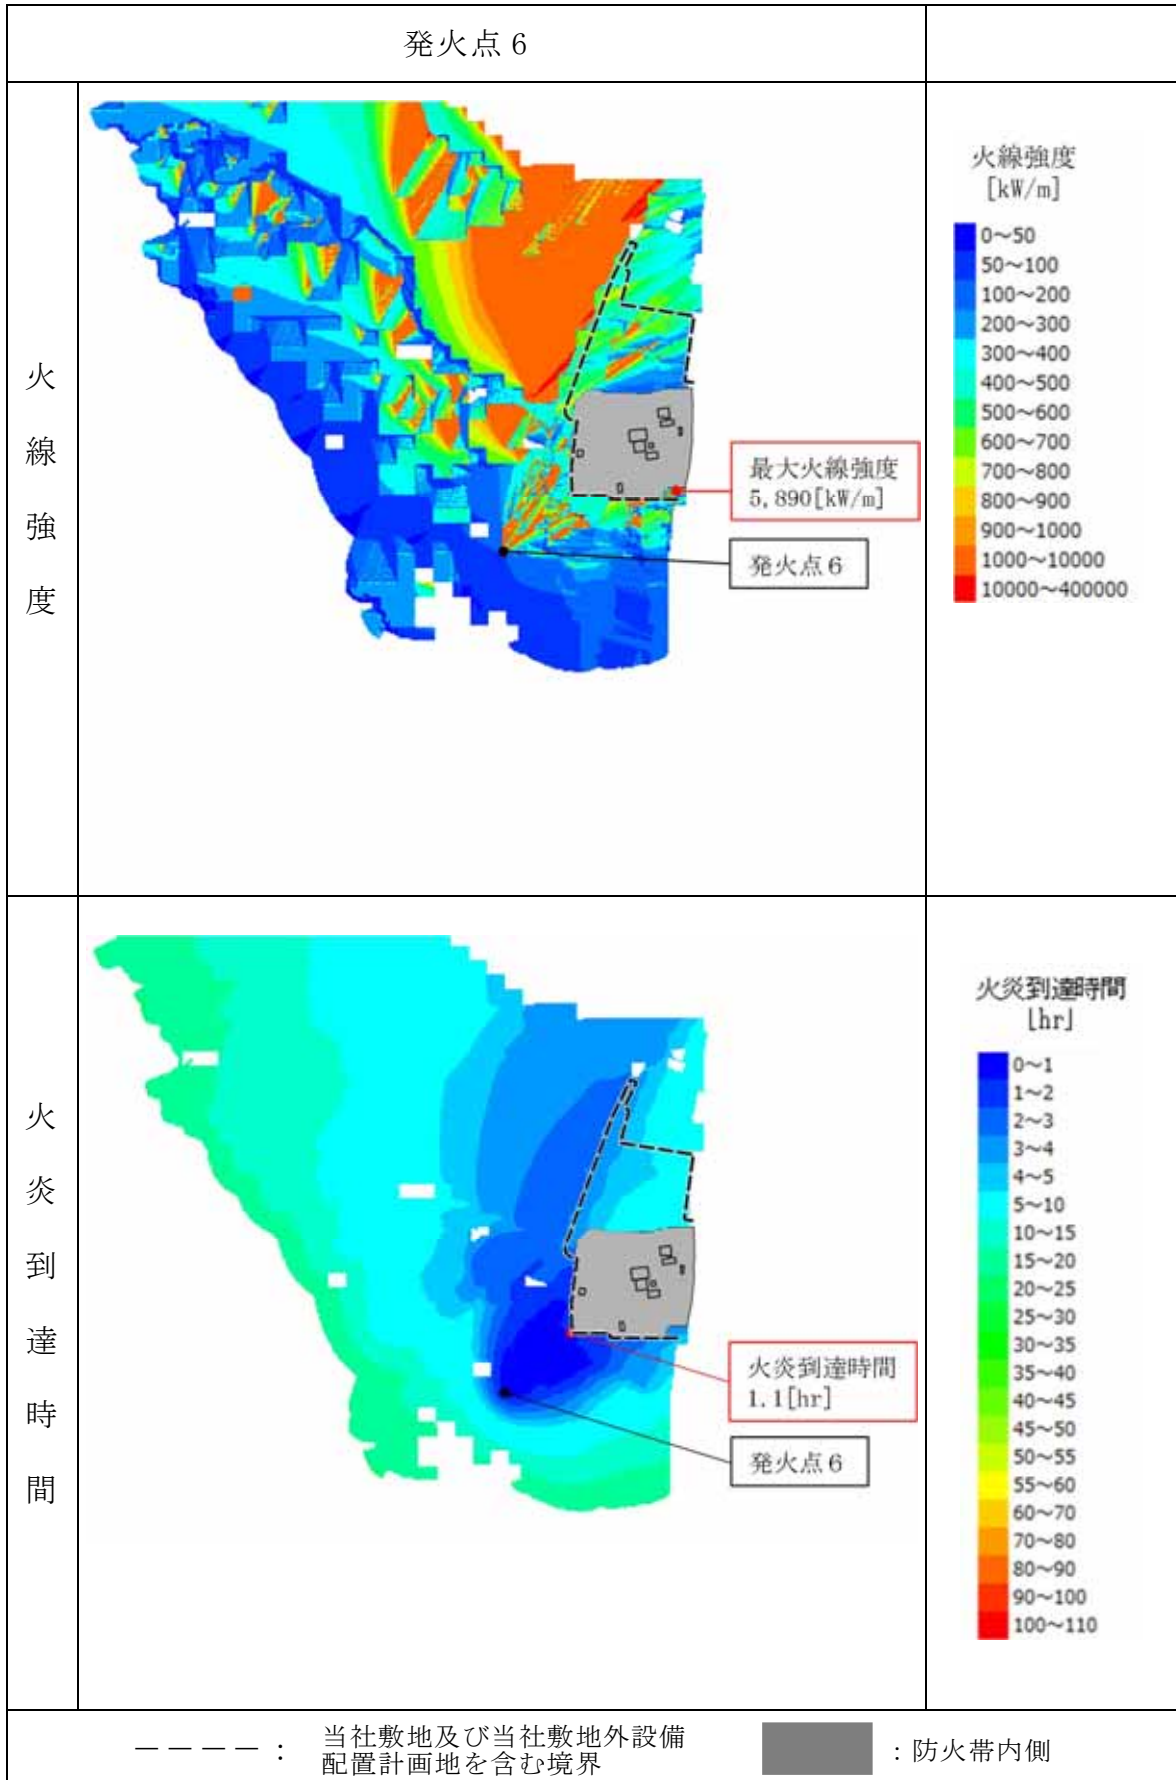 発火点６
火線強度
火線強度
[kW/m]
0～50
50～100
100～200
200～300
300～400
400～500
500～600
600～700
700～800
800～900
900～1000
1000～10000
10000～400000
最大火線強度
5,890[kW/m]
発火点６
火炎到達時間
火炎到達時間
[hr]
0～1
1～2
2～3
3～4
4～5
5～10
10～15
15～20
20～25
25～30
30～35
35～40
40～45
45～50
50～55
55～60
60～70
70～80
80～90
90～100
100～110
火炎到達時間
1.1[hr]
発火点６
－－－－： 当社敷地及び当社敷地外設備
配置計画地を含む境界
：防火帯内側